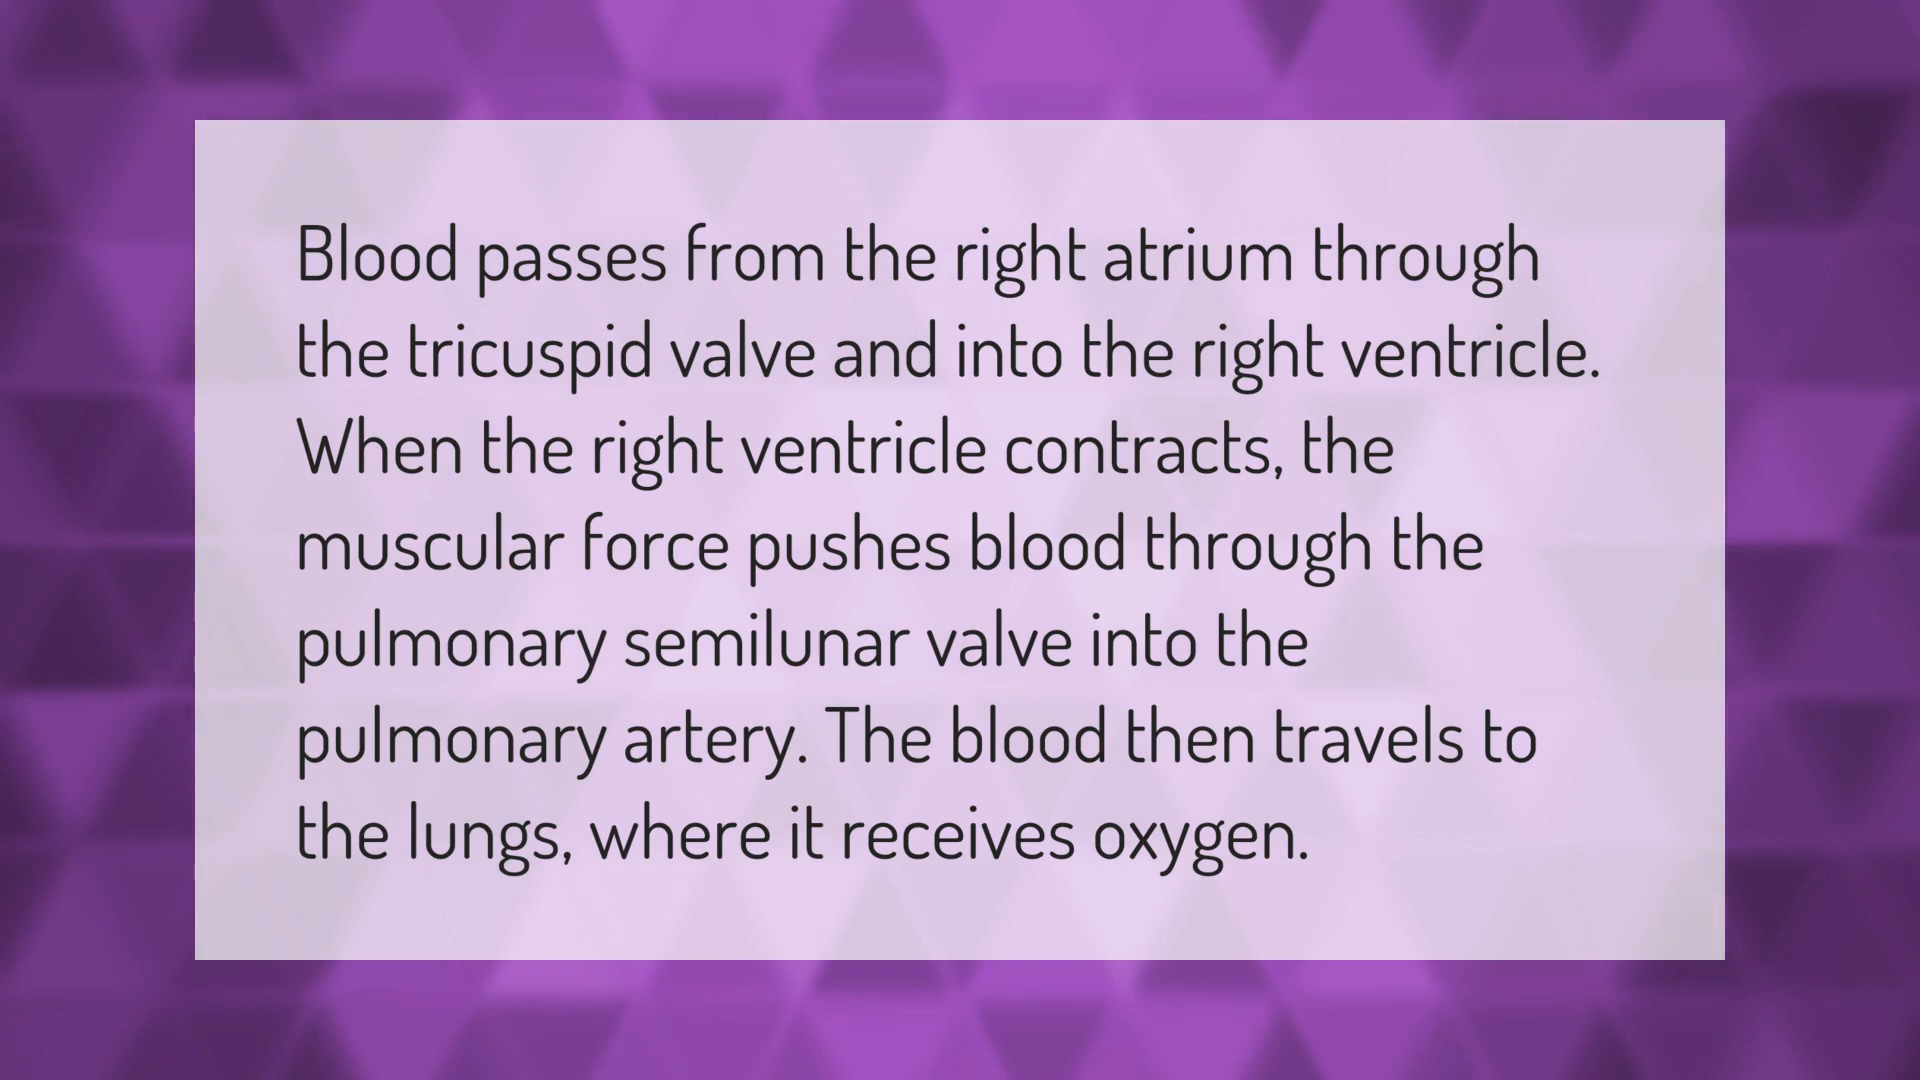 Blood passes from the right atrium through
the tricuspid valve and into the right ventricle.
When the right ventricle contracts, the
muscular force pushes blood through the
pulmonary semilunar valve into the
pulmonary artery. The blood then travels to
the lungs, where it receives oxygen.